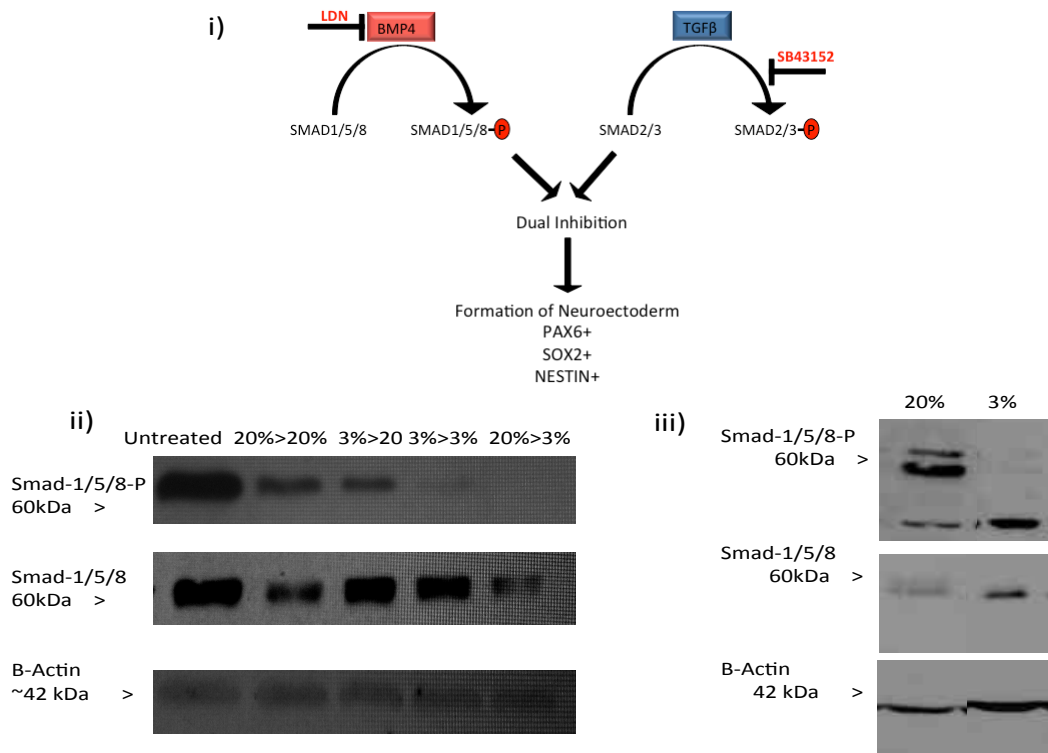 i)
LDN
BMP4
TGFβ
SB43152
SMAD1/5/8
SMAD1/5/8-P
SMAD2/3
SMAD2/3-P
Dual Inhibition
Formation of Neuroectoderm
PAX6+
SOX2+
NESTIN+
ii)
Untreated 20%>20% 3%>20 3%>3% 20%>3%
Smad-1/5/8-P
60kDa >
Smad-1/5/8
60kDa >
B-Actin
~42 kDa >
iii)
20% 3%
Smad-1/5/8-P
60kDa >
Smad-1/5/8
60kDa >
B-Actin
42 kDa >